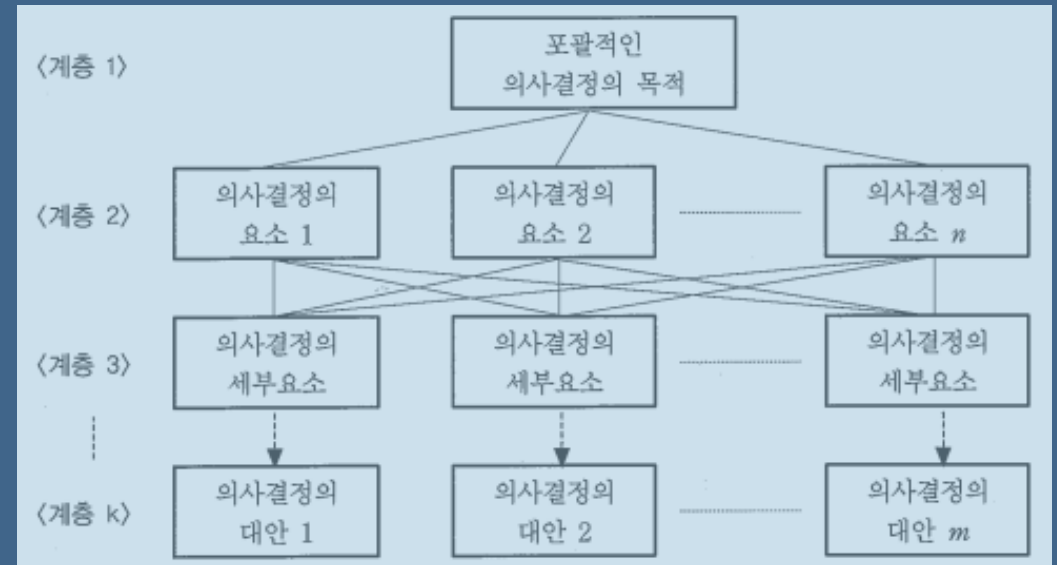 〈계층 1〉
포괄적인
의사결정의 목적
〈계층 2〉
의사결정의
요소 1
의사결정의
요소 2
의사결정의
요소 n
〈계층 3〉
의사결정의
세부요소
의사결정의
세부요소
의사결정의
세부요소
〈계층 k〉
의사결정의
대안 1
의사결정의
대안 2
의사결정의
대안 m